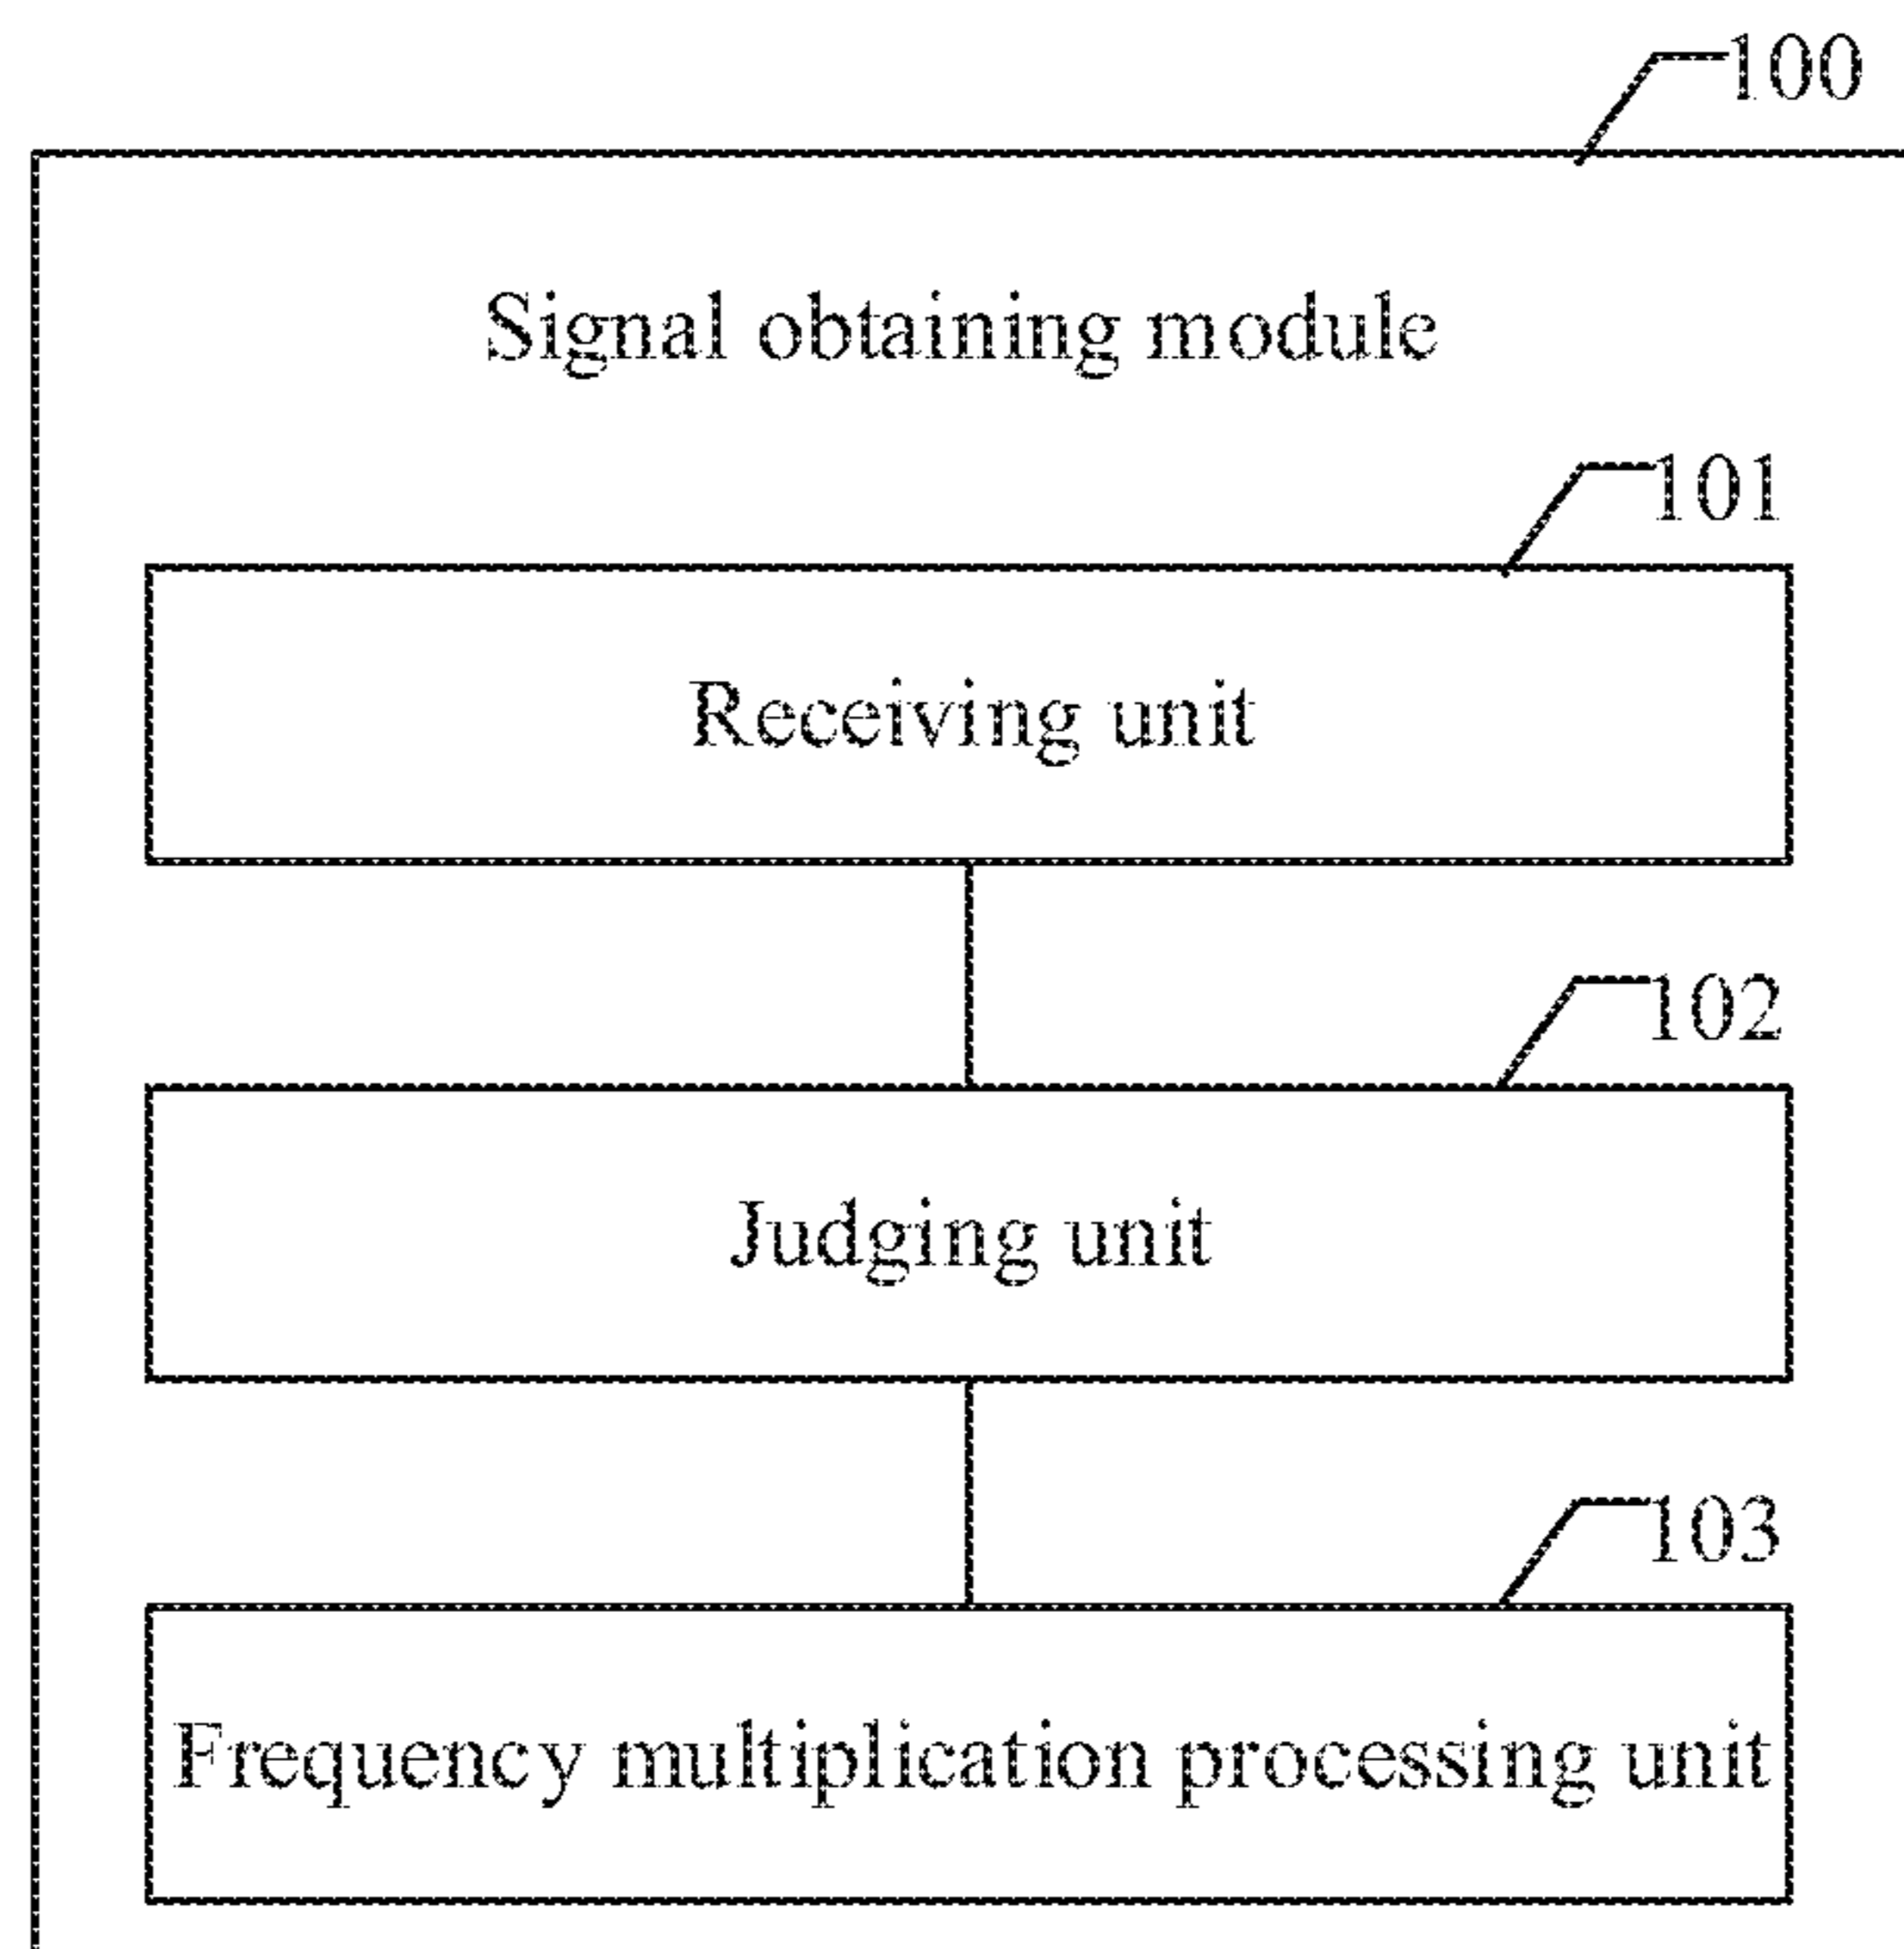 100
Signal obtaining module
101
Receiving unit
102
Judging unit
103
Frequency multiplication processing unit